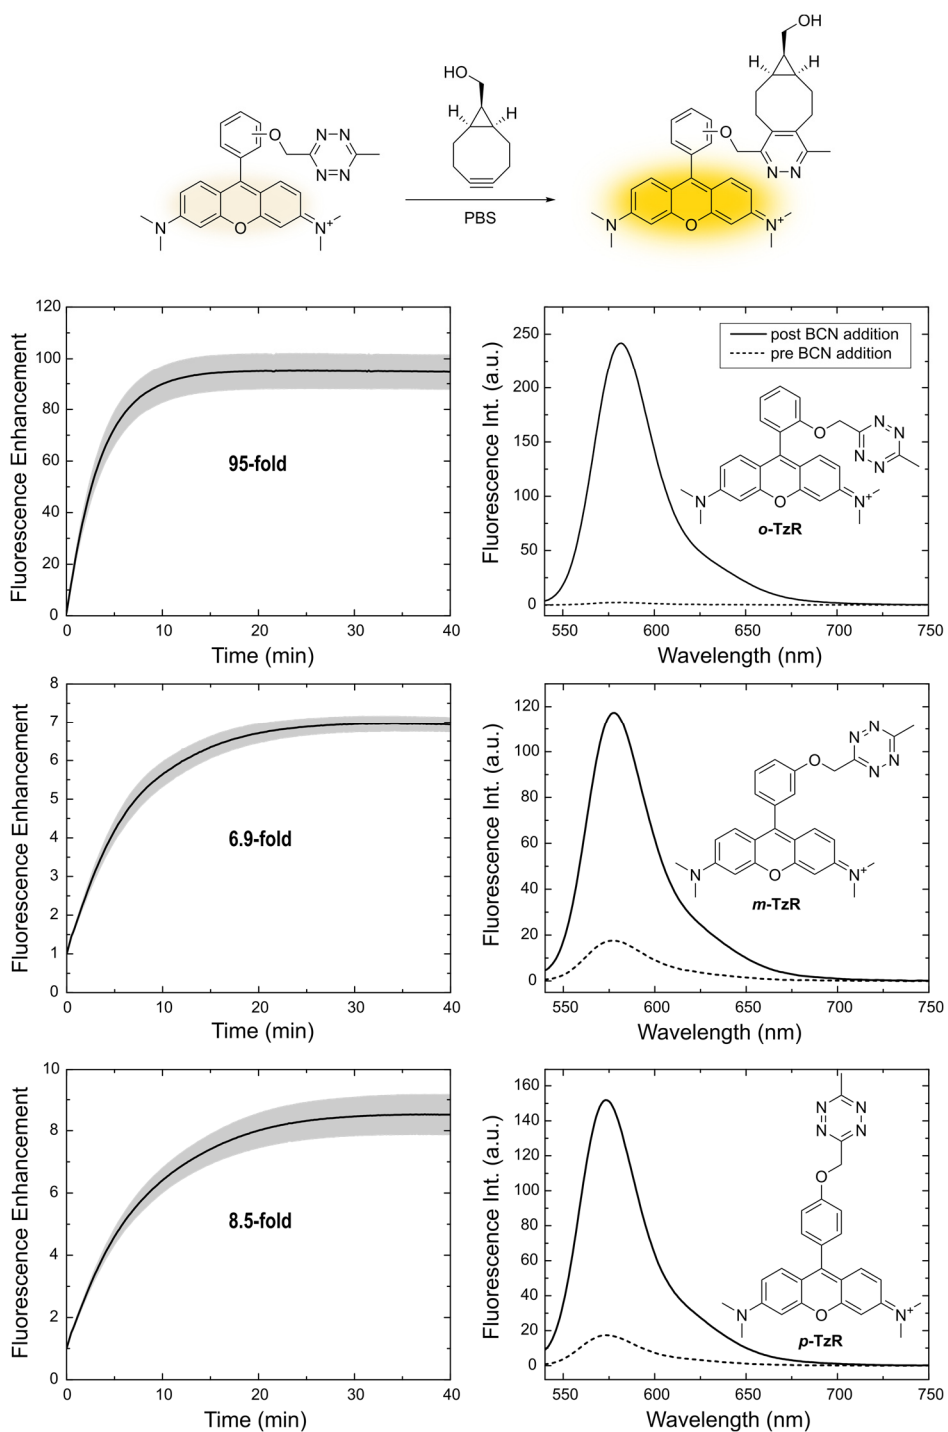 OH
HO
H H
H H
O
N N
N N
PBS
O
N N
N
O
N+
N
O
N+
120
100
80
60
40
20
0
0 10 20 30 40
Fluorescence Enhancement
Time (min)
95-fold
250
200
150
100
50
0
550 600 650 700 750
Fluorescence Int. (a.u.)
Wavelength (nm)
post BCN addition
pre BCN addition
O
N N
N N
N
O
N+
o-TzR
8
7
6
5
4
3
2
1
0
0 10 20 30 40
Fluorescence Enhancement
Time (min)
6.9-fold
120
100
80
60
40
20
0
550 600 650 700 750
Fluorescence Int. (a.u.)
Wavelength (nm)
O
N N
N N
N
O
N+
m-TzR
10
8
6
4
2
0
0 10 20 30 40
Fluorescence Enhancement
Time (min)
8.5-fold
160
140
120
100
80
60
40
20
0
550 600 650 700 750
Fluorescence Int. (a.u.)
Wavelength (nm)
N N
N N
O
N
O
N+
p-TzR